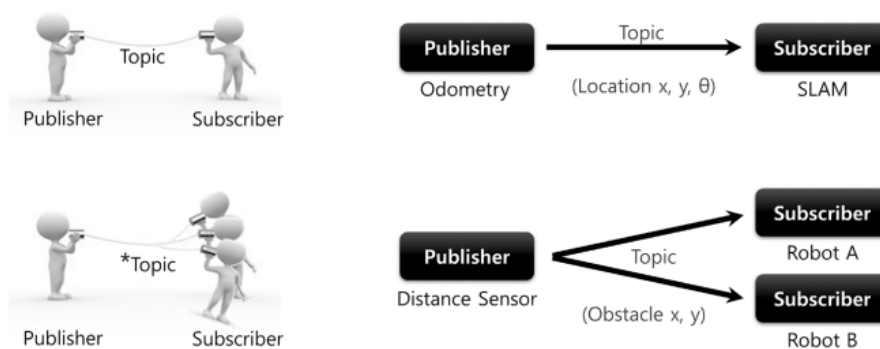 Topic
Publisher
Subscriber
Publisher
Topic
Subscriber
Odometry
(Location x, y, θ)
SLAM
*Topic
Publisher
Subscriber
Publisher
Distance Sensor
Topic
(Obstacle x, y)
Subscriber
Robot A
Subscriber
Robot B